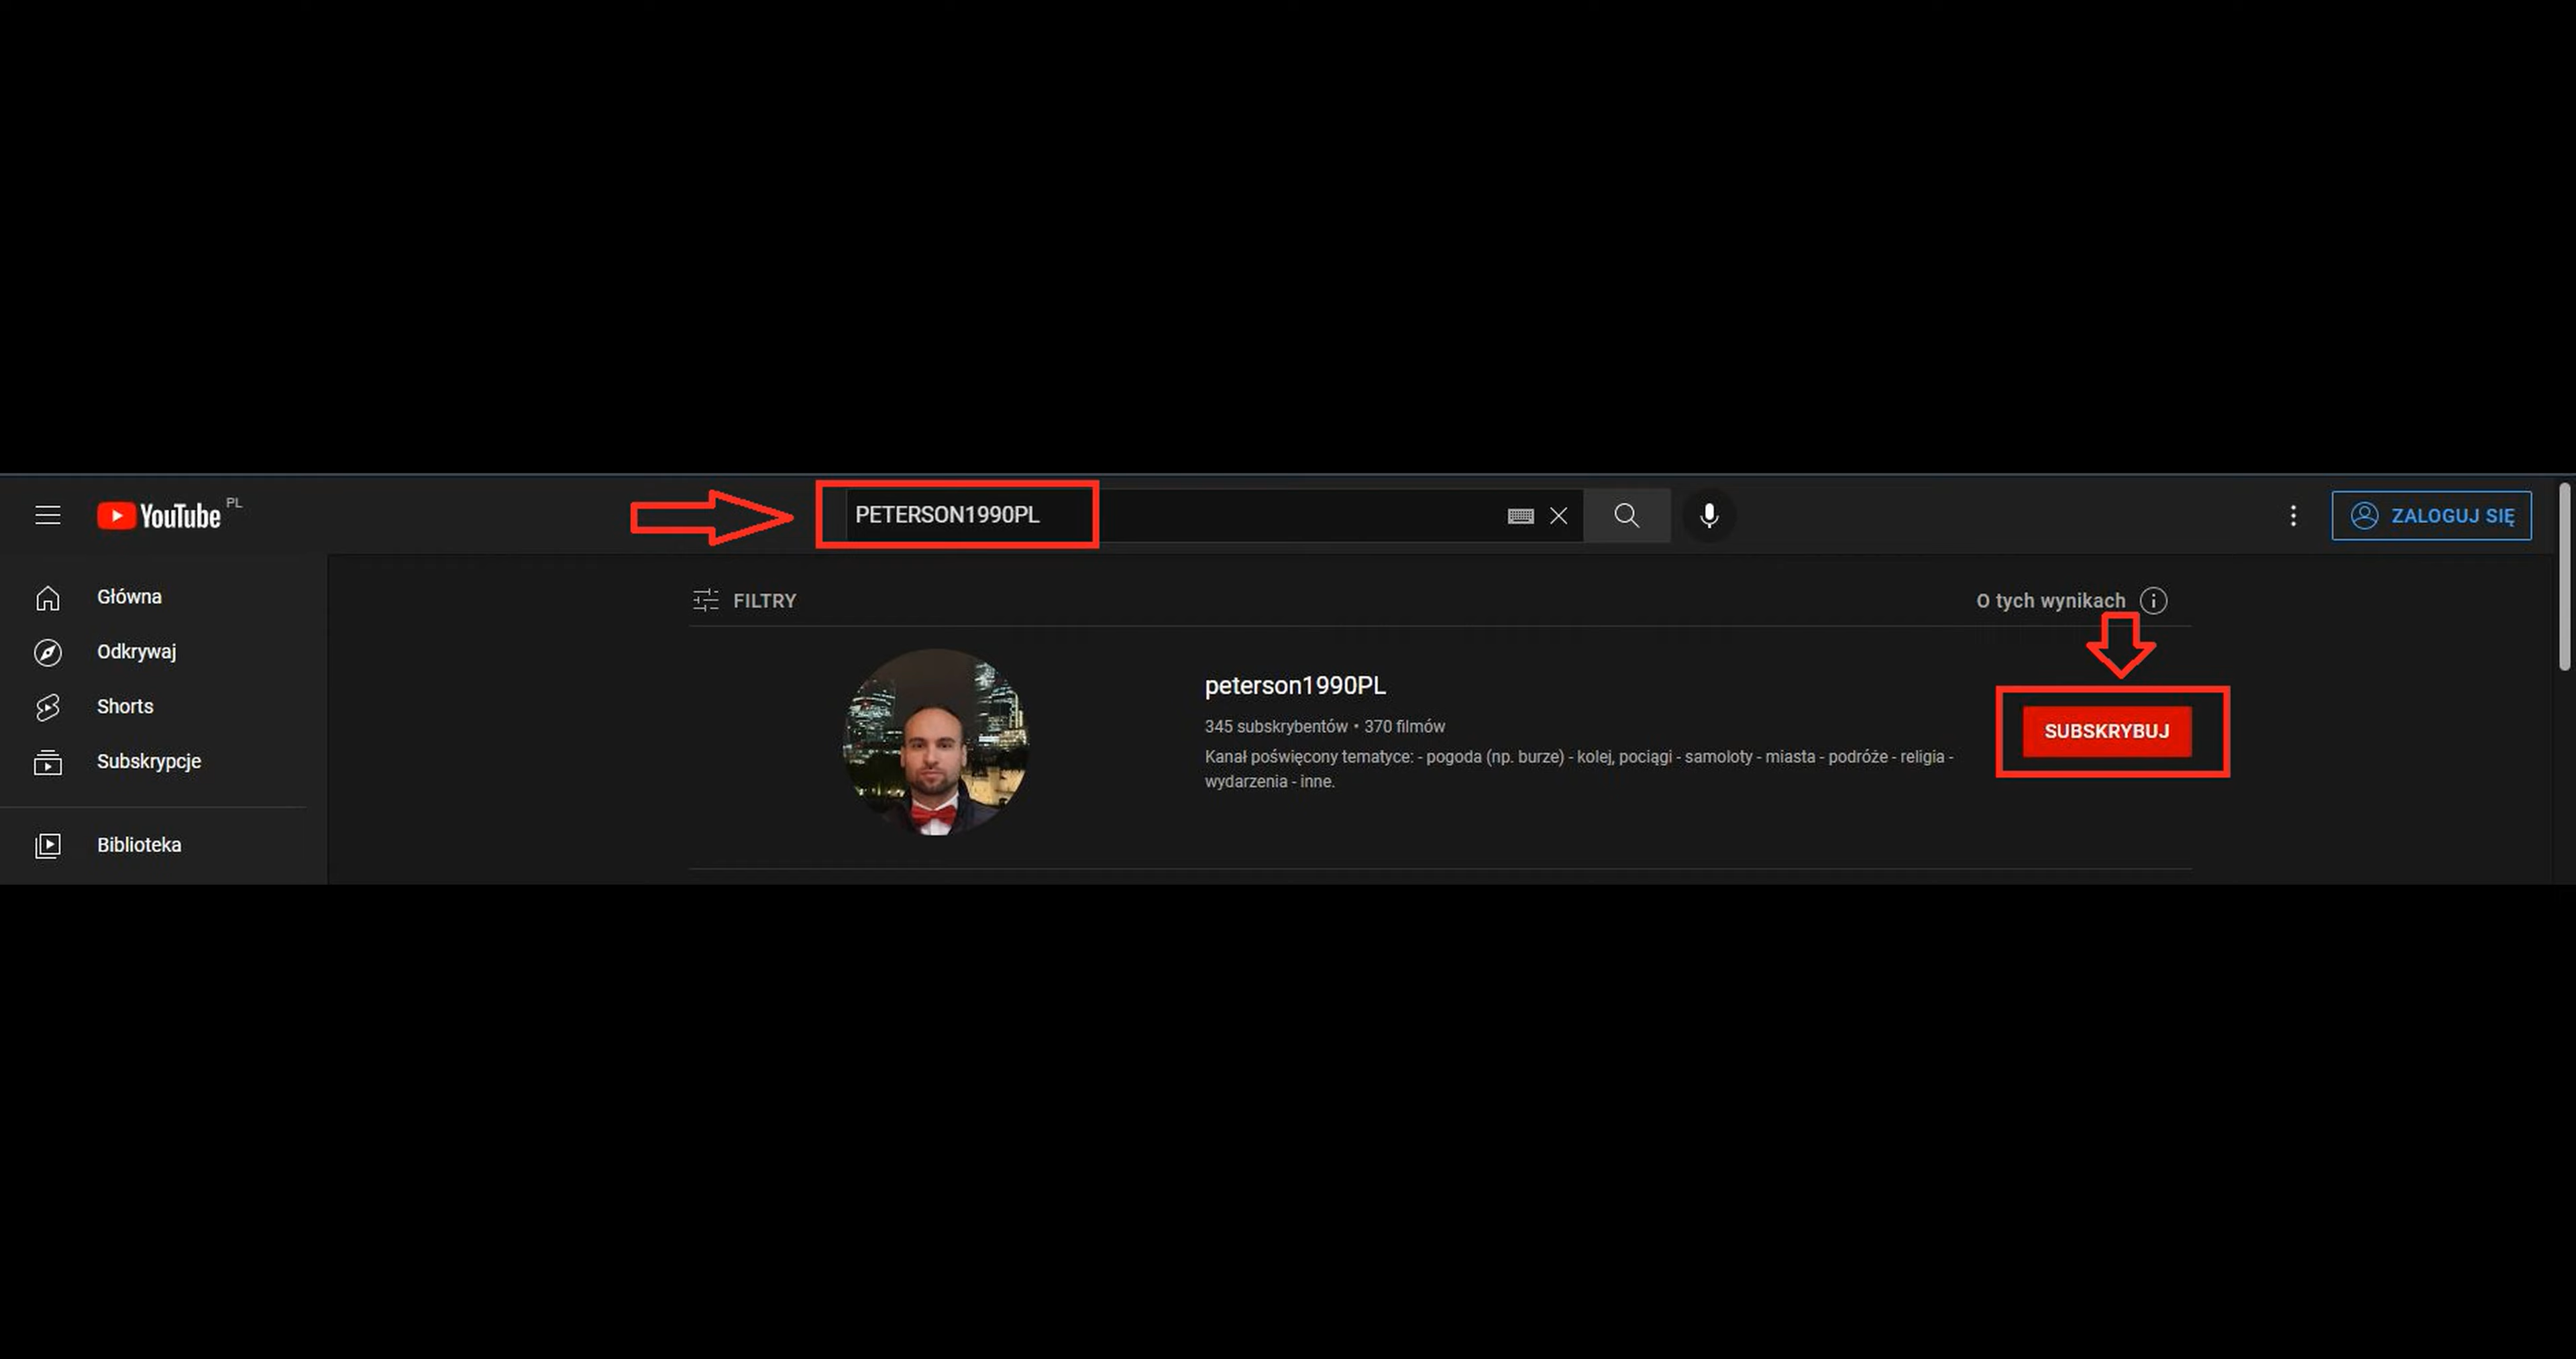 YouTube PL
PETERSON1990PL
ZALOGUJ SIĘ
Główna
Odkrywaj
Shorts
Subskrypcje
Biblioteka
FILTRY
O tych wynikach
peterson1990PL
345 subskrybentów • 370 filmów
Kanał poświęcony tematyce: - pogoda (np. burze) - kolej, pociągi - samoloty - miasta - podróże - religia -
wydarzenia - inne.
SUBSKRYBUJ